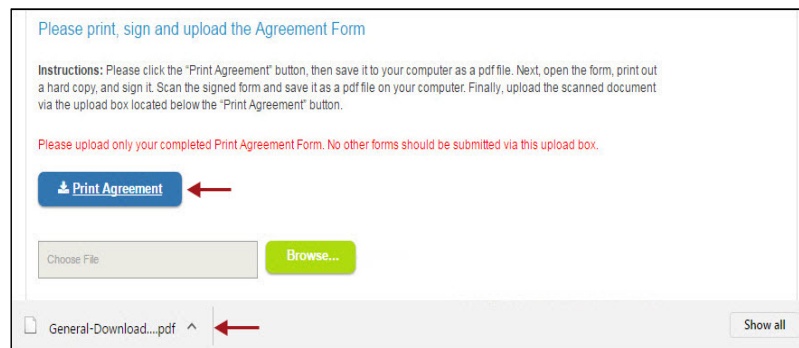 Please print, sign and upload the Agreement Form
Instructions: Please click the “Print Agreement” button, then save it to your computer as a pdf file. Next, open the form, print out
a hard copy, and sign it. Scan the signed form and save it as a pdf file on your computer. Finally, upload the scanned document
via the upload box located below the “Print Agreement” button.
Please upload only your completed Print Agreement Form. No other forms should be submitted via this upload box.
Print Agreement
Choose File
Browse...
General-Download....pdf
Show all